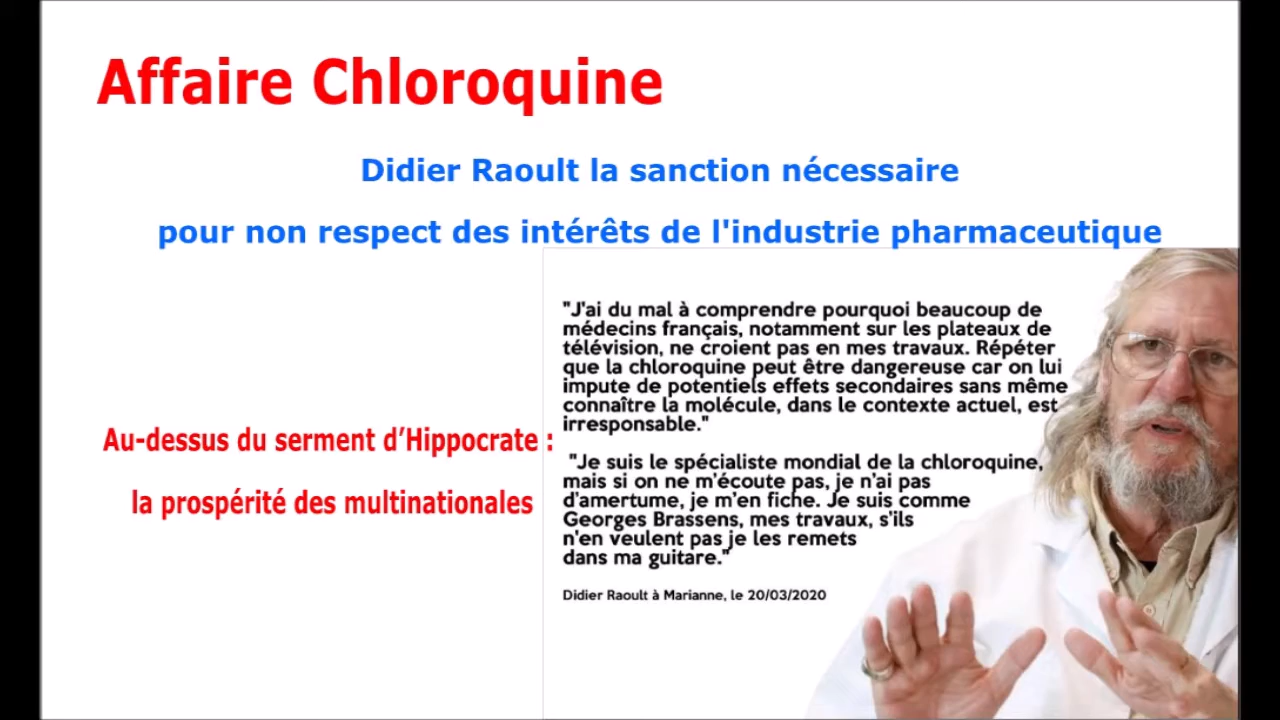 Affaire Chloroquine
Didier Raoult la sanction nécessaire
pour non respect des intérêts de l'industrie pharmaceutique
Au-dessus du serment d’Hippocrate :
la prospérité des multinationales
"J'ai du mal à comprendre pourquoi beaucoup de
médecins français, notamment sur les plateaux de
télévision, ne croient pas en mes travaux. Répéter
que la chloroquine peut être dangereuse car on lui
impute de potentiels effets secondaires sans même
connaître la molécule, dans le contexte actuel, est
irresponsable."
"Je suis le spécialiste mondial de la chloroquine,
mais si on ne m'écoute pas, je n'ai pas
d'amertume, je m'en fiche. Je suis comme
Georges Brassens, mes travaux, s'ils
n'en veulent pas je les remets
dans ma guitare."
Didier Raoult à Marianne, le 20/03/2020